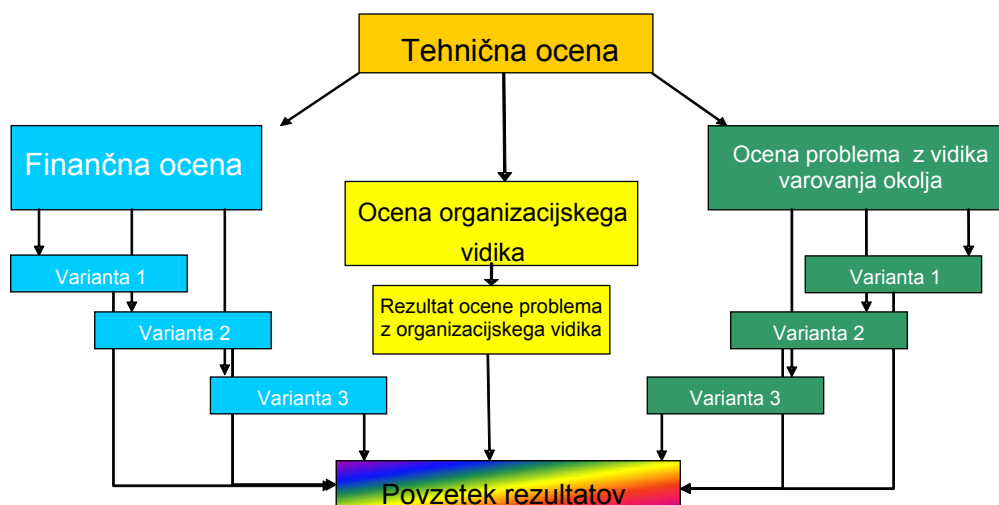 Tehnična ocena
Finančna ocena
Varianta 1
Varianta 2
Varianta 3
Ocena organizacijskega
vidika
Rezultat ocene problema
z organizacijskega vidika
Ocena problema z vidika
varovanja okolja
Varianta 1
Varianta 2
Varianta 3
Povzetek rezultatov